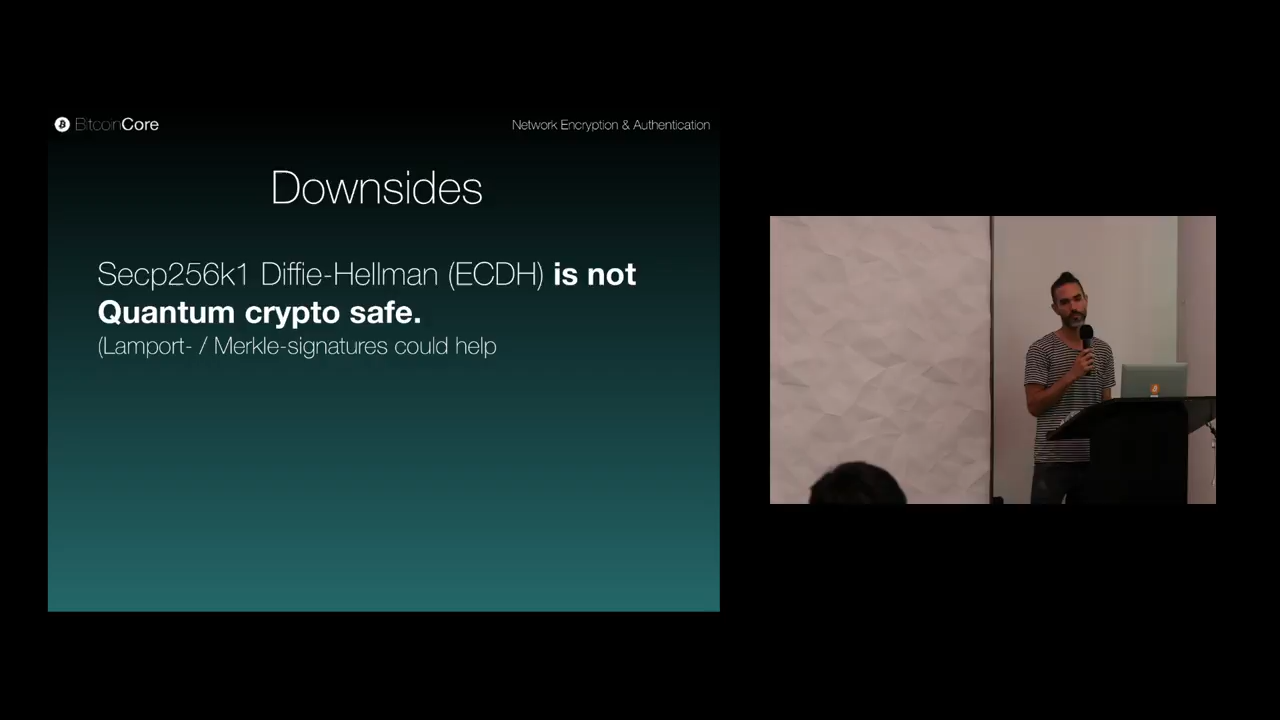 BitcoinCore
Network Encryption & Authentication
Downsides
Secp256k1 Diffie-Hellman (ECDH) is not
Quantum crypto safe.
(Lamport- / Merkle-signatures could help